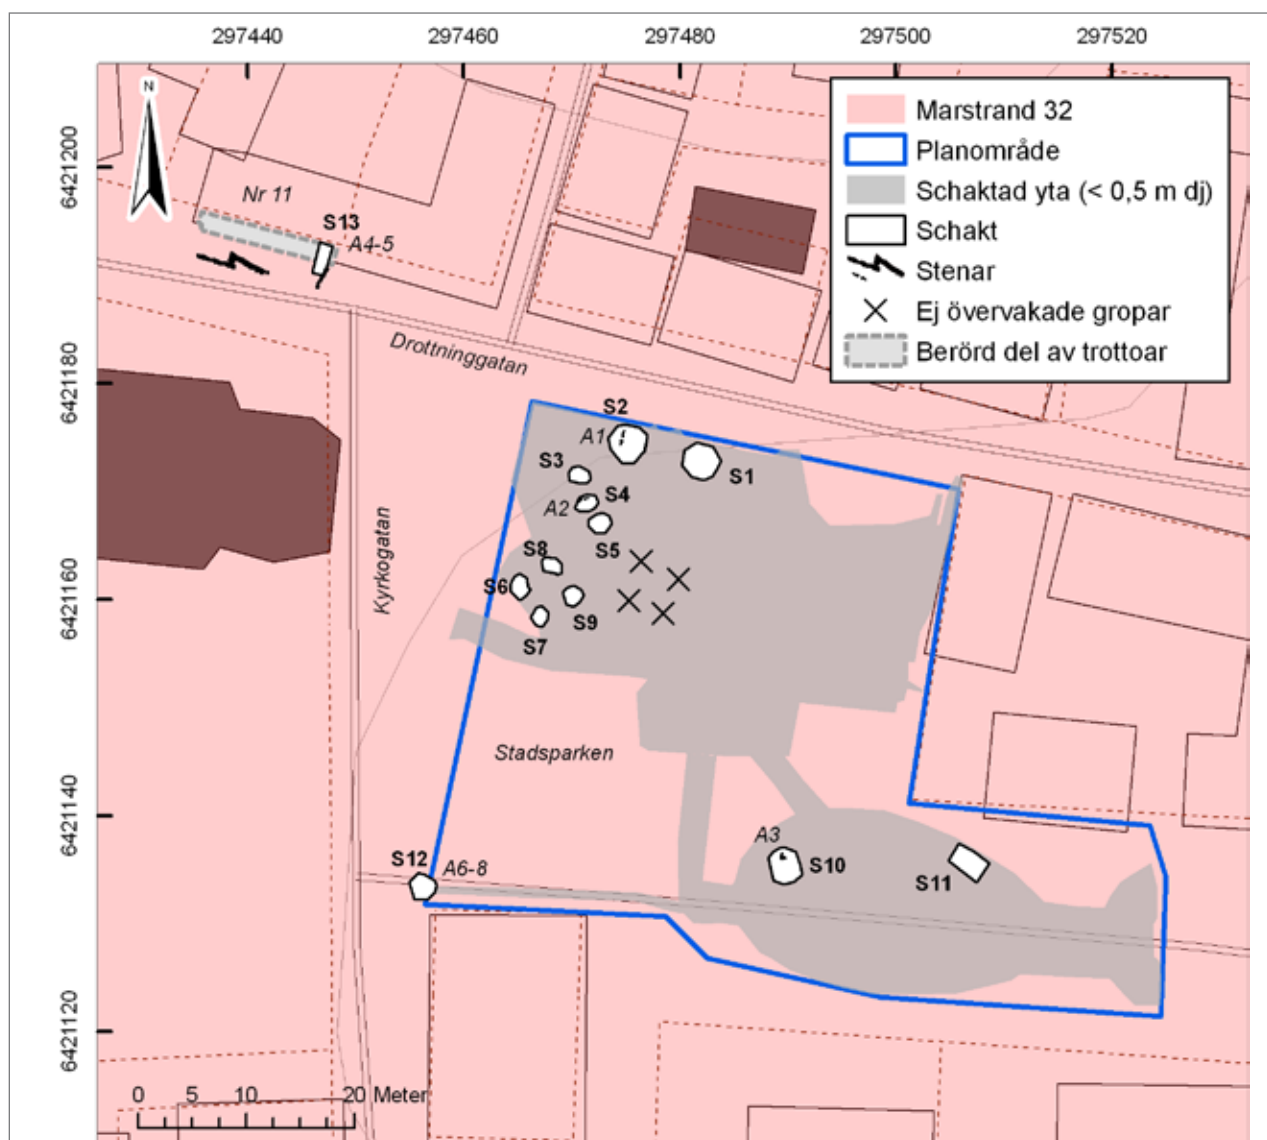 297440 297460 297480 297500 297520
N
Marstrand 32
Planområde
Schaktad yta (< 0,5 m dj)
Schakt
Stenar
Ej övervakade gropar
Berörd del av trottoar
6421200
6421180
6421160
6421140
6421120
Nr 11
S13
A4-5
Drottninggatan
Kyrkogatan
S2
A1
S1
S3
S4
A2
S5
S8
S6
S9
S7
Stadsparken
A3
S10
S11
S12
A6-8
0 5 10 20 Meter